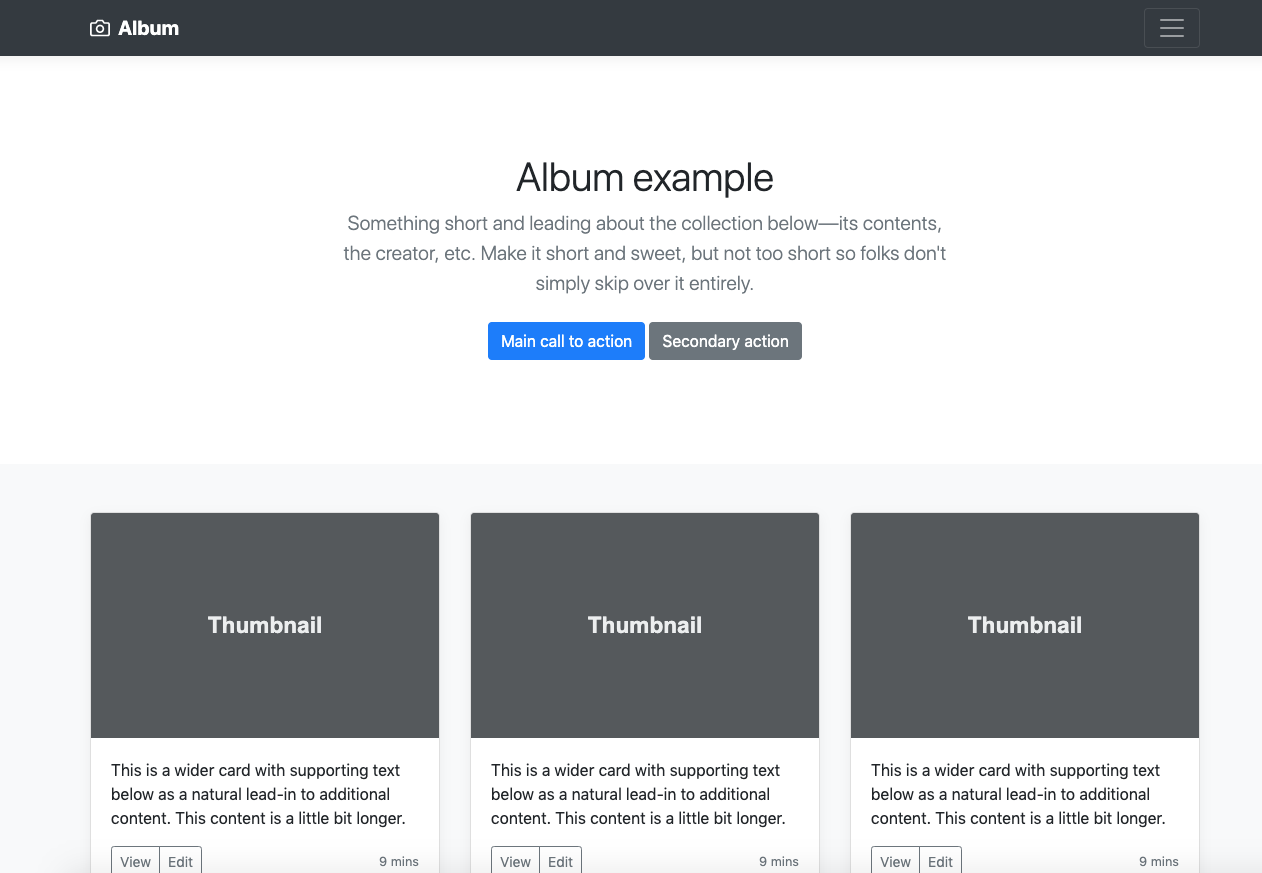 Album
Album example
Something short and leading about the collection below—its contents,
the creator, etc. Make it short and sweet, but not too short so folks don't
simply skip over it entirely.
Main call to action
Secondary action
Thumbnail
This is a wider card with supporting text
below as a natural lead-in to additional
content. This content is a little bit longer.
View
Edit
9 mins
Thumbnail
This is a wider card with supporting text
below as a natural lead-in to additional
content. This content is a little bit longer.
View
Edit
9 mins
Thumbnail
This is a wider card with supporting text
below as a natural lead-in to additional
content. This content is a little bit longer.
View
Edit
9 mins